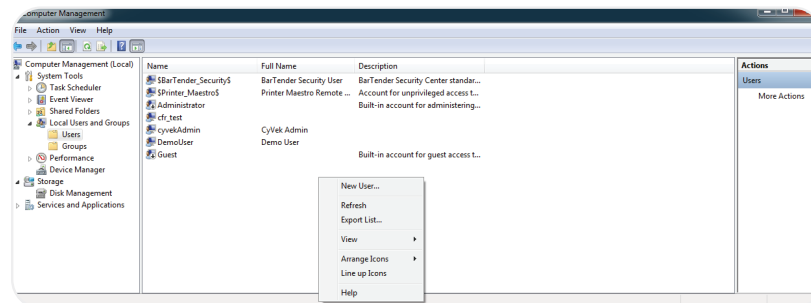 Computer Management
File Action View Help
Computer Management (Local)
System Tools
Task Scheduler
Event Viewer
Shared Folders
Local Users and Groups
Users
Groups
Performance
Device Manager
Storage
Disk Management
Services and Applications
Name Full Name Description
$BarTender_Security$ BarTender Security User BarTender Security Center standar...
$Printer_Maestro$ Printer Maestro Remote ... Account for unprivileged access t...
Administrator Built-in account for administering...
cfr_test
cyvekAdmin CyVek Admin
DemoUser Demo User
Guest Built-in account for guest access t...
New User...
Refresh
Export List...
View
Arrange Icons
Line up Icons
Help
Actions
Users
More Actions